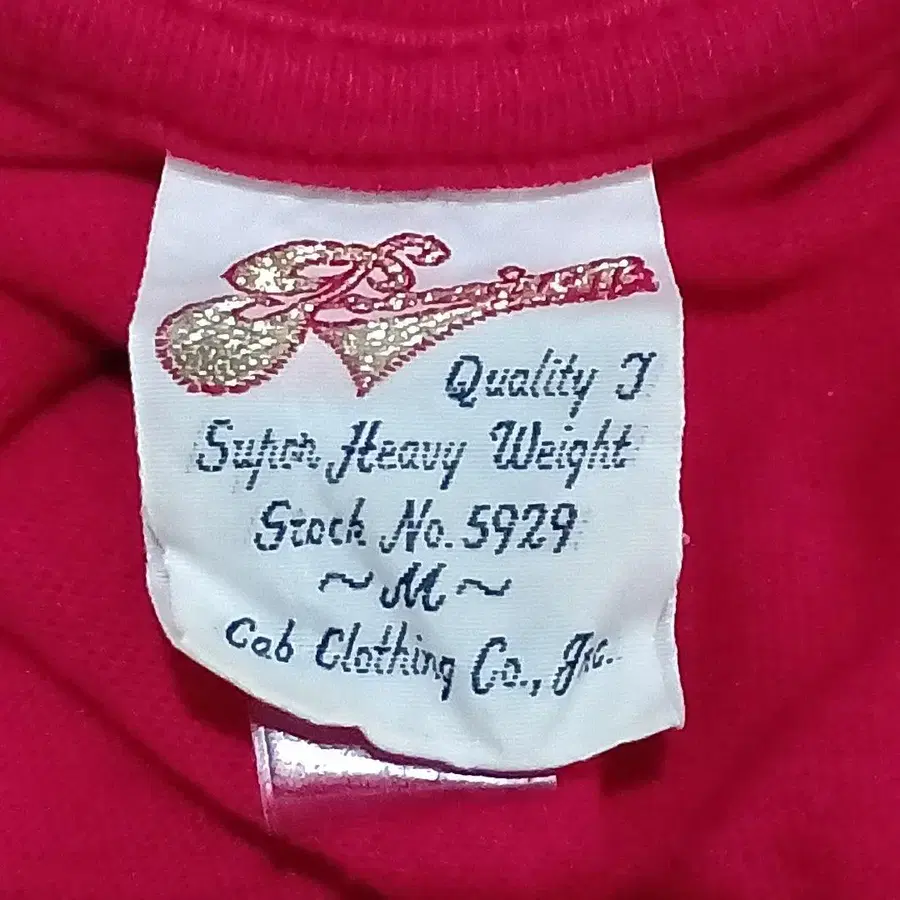 Quality I
Super Heavy Weight
Stock No. 5929
~M~
Cab Clothing Co., Inc.